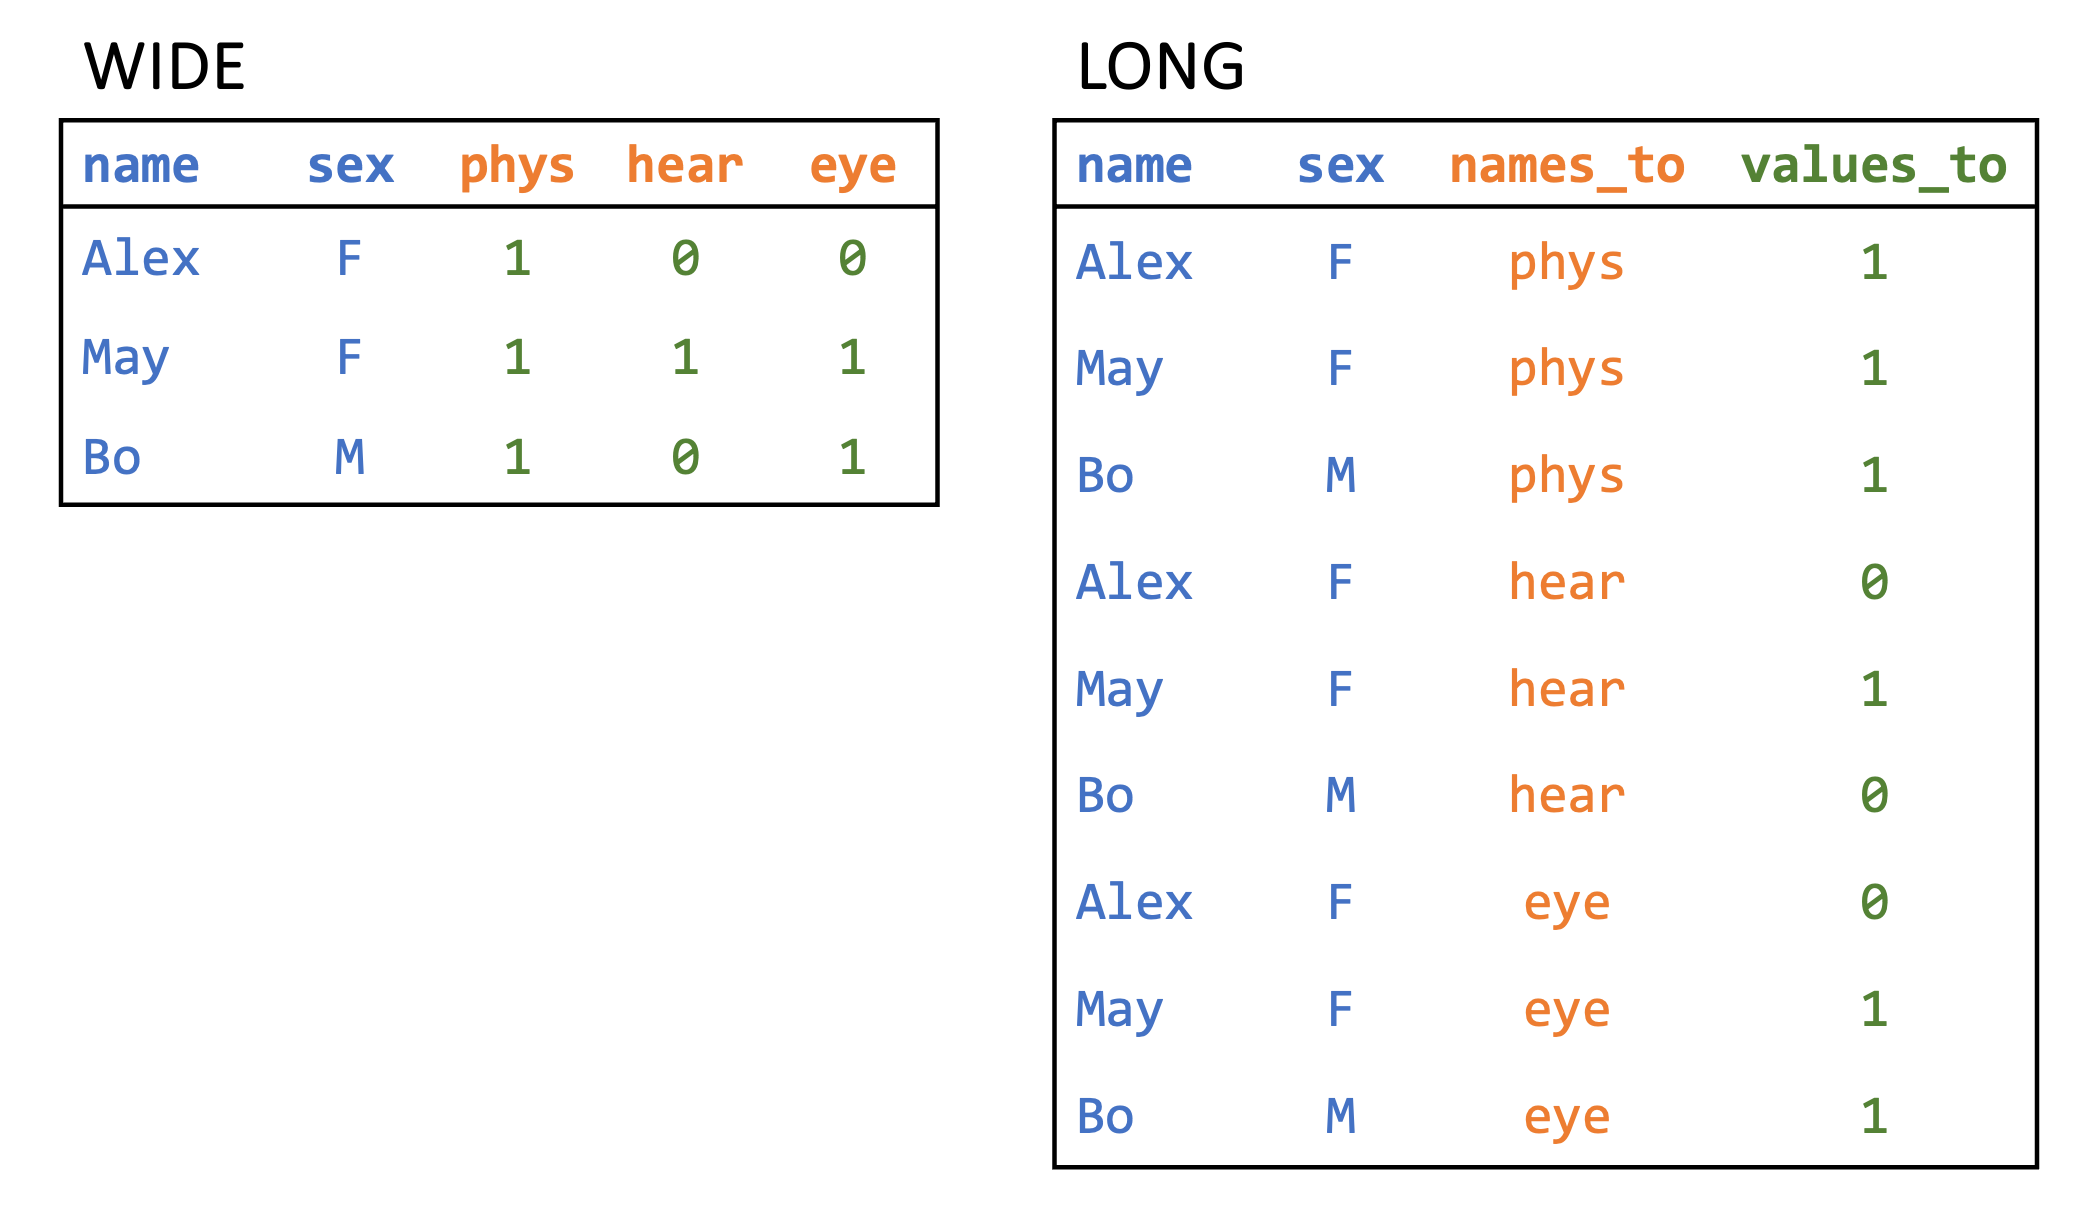 WIDE
name sex phys hear eye
Alex F 1 0 0
May F 1 1 1
Bo M 1 0 1
LONG
name sex names_to values_to
Alex F phys 1
May F phys 1
Bo M phys 1
Alex F hear 0
May F hear 1
Bo M hear 0
Alex F eye 0
May F eye 1
Bo M eye 1